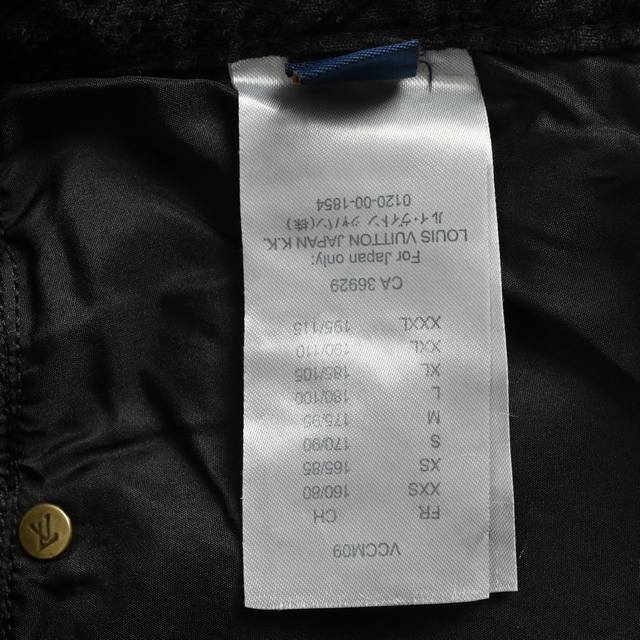 VCCM09
FR CH
XXS 160/80
XS 165/85
S 170/90
M 175/95
L 180/100
XL 185/105
XXL 190/110
XXXL 195/115
CA 36929
For Japan only:
LOUIS VUITTON JAPAN K.K.
ルイ・ヴィトン ジャパン(株)
0120-00-1854
LV